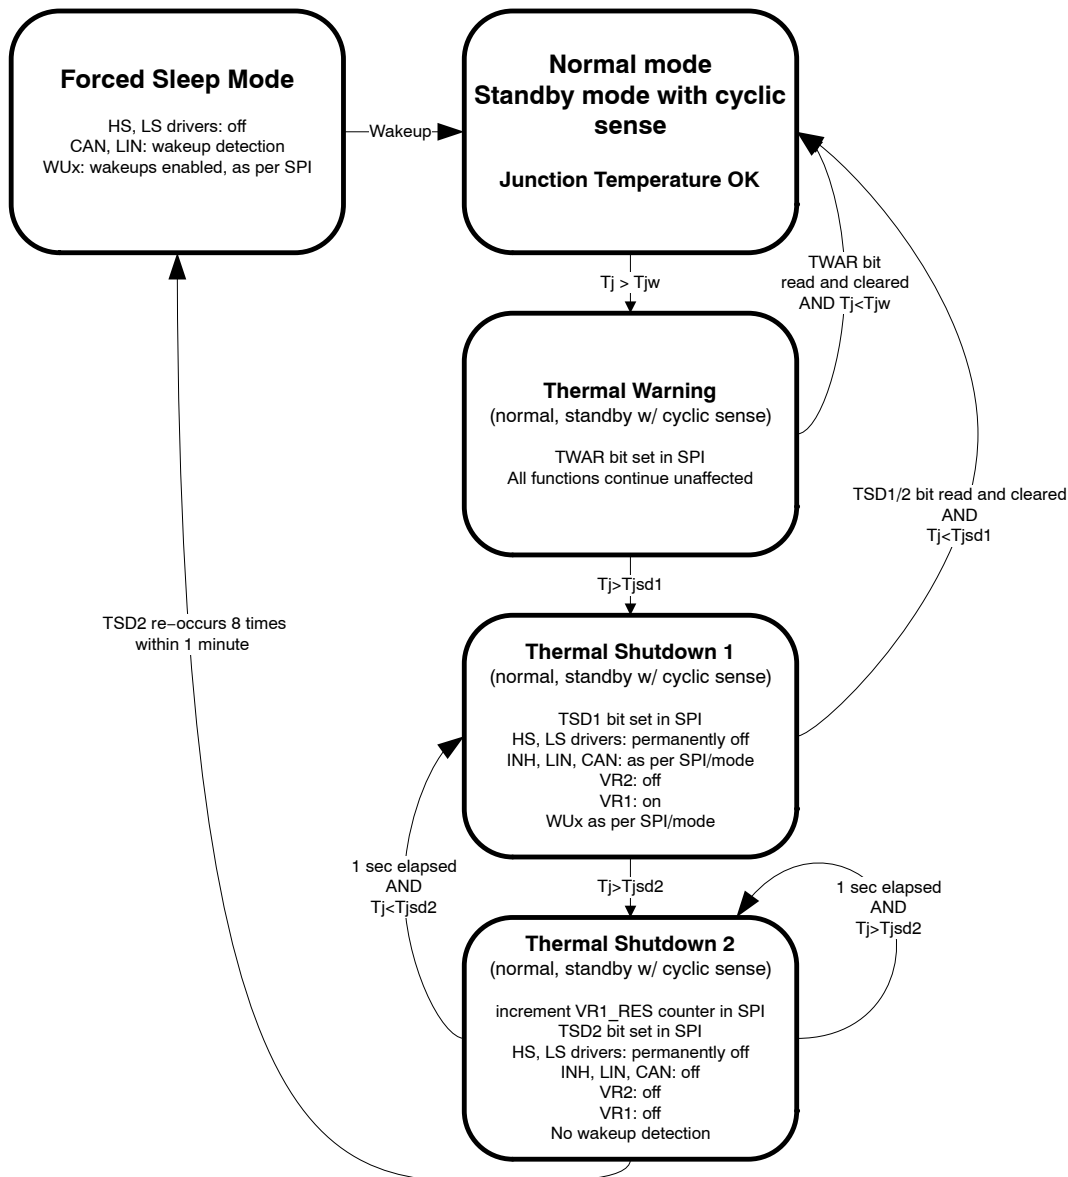 Forced Sleep Mode
HS, LS drivers: off
CAN, LIN: wakeup detection
WUx: wakeups enabled, as per SPI
Wakeup
Normal mode
Standby mode with cyclic
sense
Junction Temperature OK
Tj > Tjw
TWAR bit
read and cleared
AND Tj<Tjw
Thermal Warning
(normal, standby w/ cyclic sense)
TWAR bit set in SPI
All functions continue unaffected
TSD1/2 bit read and cleared
AND
Tj<Tjsd1
Tj>Tjsd1
TSD2 re−occurs 8 times
within 1 minute
Thermal Shutdown 1
(normal, standby w/ cyclic sense)
TSD1 bit set in SPI
HS, LS drivers: permanently off
INH, LIN, CAN: as per SPI/mode
VR2: off
VR1: on
WUx as per SPI/mode
1 sec elapsed
AND
Tj<Tjsd2
Tj>Tjsd2
1 sec elapsed
AND
Tj>Tjsd2
Thermal Shutdown 2
(normal, standby w/ cyclic sense)
increment VR1_RES counter in SPI
TSD2 bit set in SPI
HS, LS drivers: permanently off
INH, LIN, CAN: off
VR2: off
VR1: off
No wakeup detection